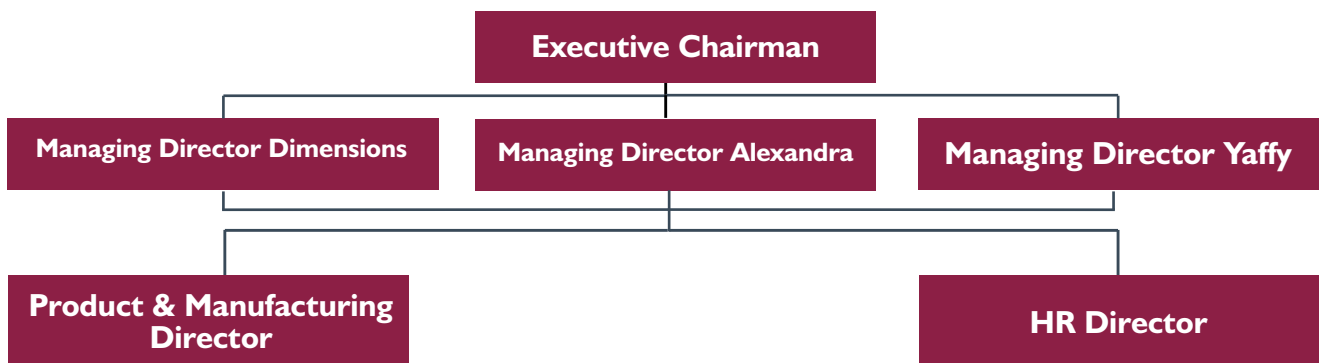 Executive Chairman
Managing Director Dimensions
Managing Director Alexandra
Managing Director Yaffy
Product & Manufacturing
Director
HR Director